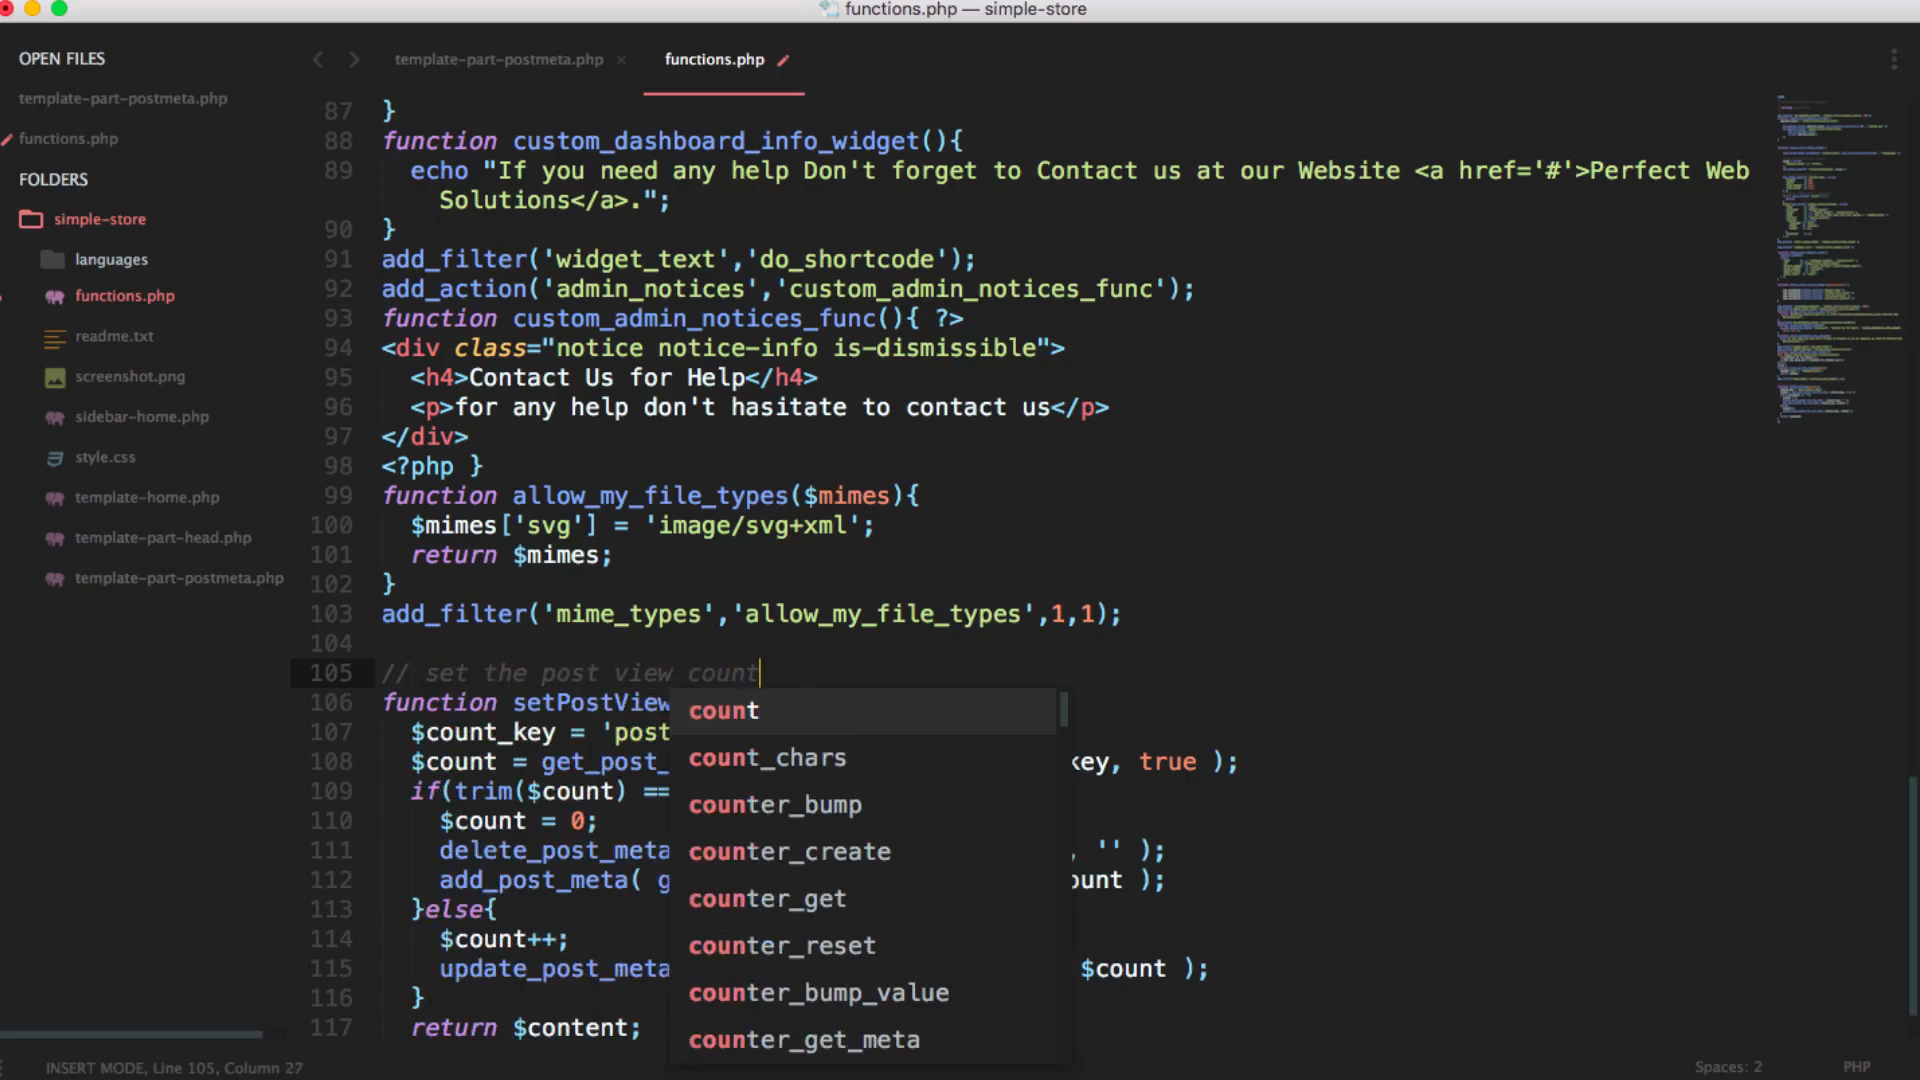 functions.php — simple-store
OPEN FILES
template-part-postmeta.php
functions.php
FOLDERS
simple-store
languages
functions.php
readme.txt
screenshot.png
sidebar-home.php
style.css
template-home.php
template-part-head.php
template-part-postmeta.php
template-part-postmeta.php × functions.php
87 }
88 function custom_dashboard_info_widget(){
89 echo "If you need any help Don't forget to Contact us at our Website <a href='#'>Perfect Web
Solutions</a>.";
90 }
91 add_filter('widget_text','do_shortcode');
92 add_action('admin_notices','custom_admin_notices_func');
93 function custom_admin_notices_func(){ ?>
94 <div class="notice notice-info is-dismissible">
95 <h4>Contact Us for Help</h4>
96 <p>for any help don't hasitate to contact us</p>
97 </div>
98 <?php }
99 function allow_my_file_types($mimes){
100 $mimes['svg'] = 'image/svg+xml';
101 return $mimes;
102 }
103 add_filter('mime_types','allow_my_file_types',1,1);
104
105 // set the post view count
106 function setPostView
107 $count_key = 'post
108 $count = get_post_ key, true );
109 if(trim($count) ==
110 $count = 0;
111 delete_post_meta , '' );
112 add_post_meta( g ount );
113 }else{
114 $count++;
115 update_post_meta $count );
116 }
117 return $content;
count
count_chars
counter_bump
counter_create
counter_get
counter_reset
counter_bump_value
counter_get_meta
INSERT MODE, Line 105, Column 27
Spaces: 2
PHP